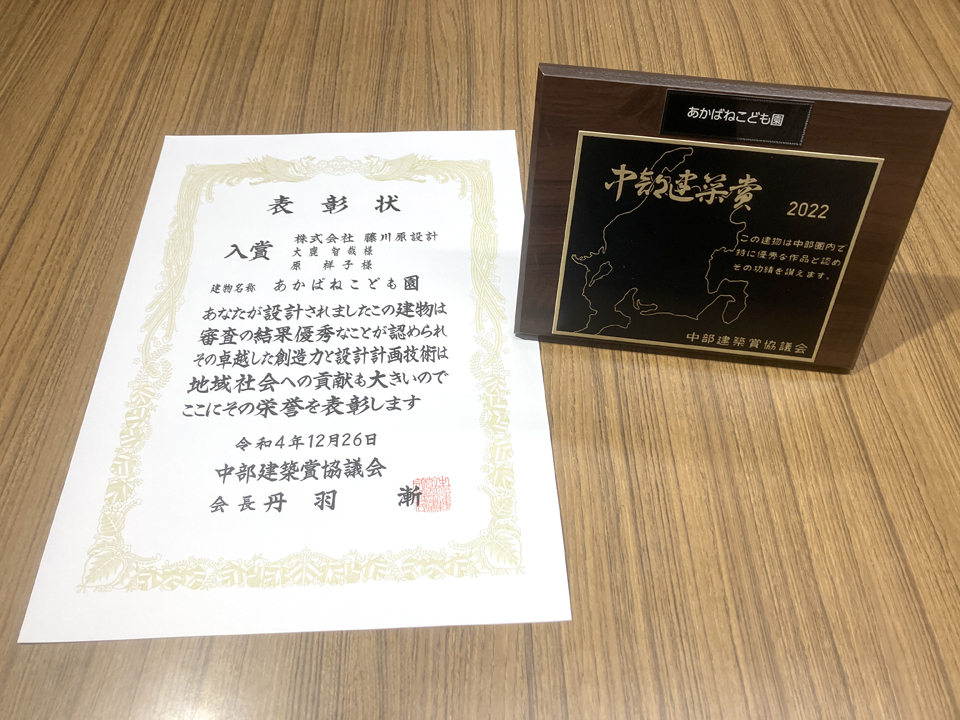 表彰状
入賞 株式会社 藤川原設計
大鹿 智哉様
原 祥子様
建物名称 あかばねこども園
あなたが設計されましたこの建物は
審査の結果優秀なことが認められ
その卓越した創造力と設計計画技術は
地域社会への貢献も大きいので
ここにその栄誉を表彰します
令和4年12月26日
中部建築賞協議会
会長 丹羽 漸
あかばねこども園
中部建築賞
2022
この建物は中部圏内で
特に優秀な作品と認め
その功績を讃えます。
中部建築賞協議会